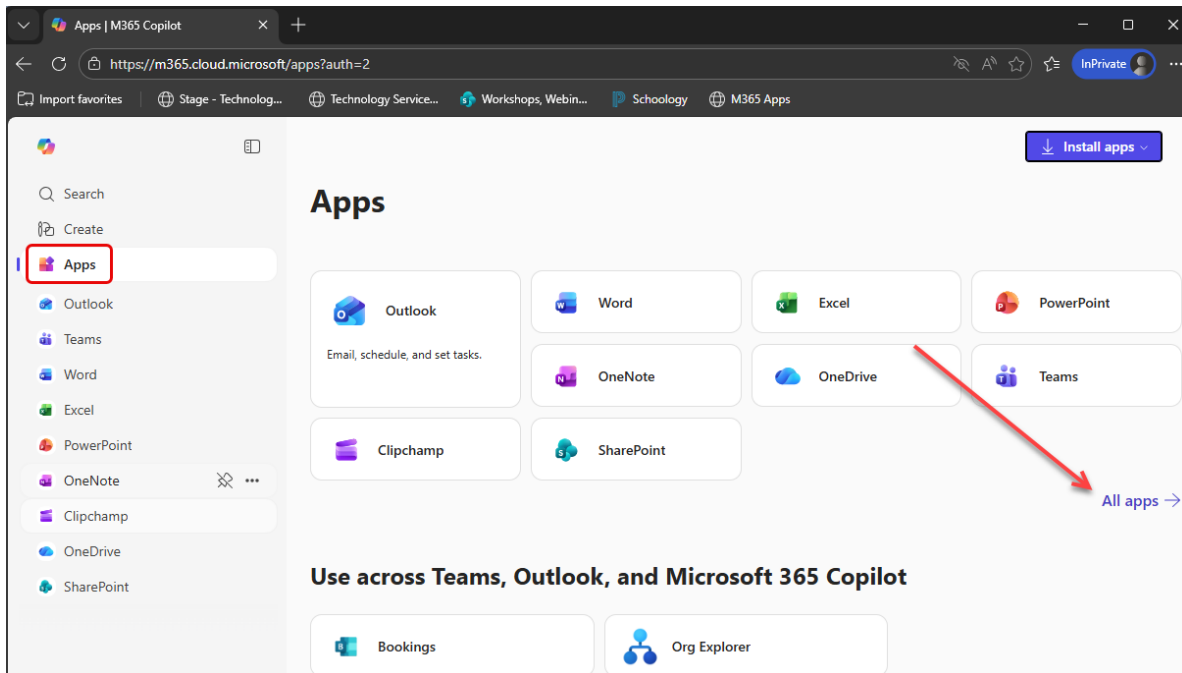 Apps | M365 Copilot
https://m365.cloud.microsoft/apps?auth=2
InPrivate
Import favorites
Stage - Technolog...
Technology Service...
Workshops, Webin...
Schoology
M365 Apps
Install apps
Search
Create
Apps
Outlook
Teams
Word
Excel
PowerPoint
OneNote
Clipchamp
OneDrive
SharePoint
Apps
Outlook
Email, schedule, and set tasks.
Word
Excel
PowerPoint
OneNote
OneDrive
Teams
Clipchamp
SharePoint
All apps
Use across Teams, Outlook, and Microsoft 365 Copilot
Bookings
Org Explorer